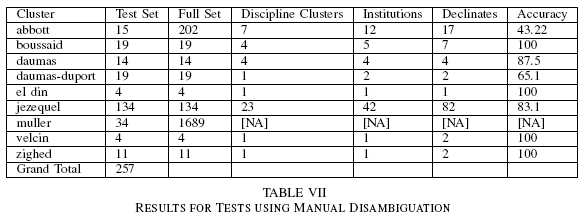 Cluster Test Set Full Set Discipline Clusters Institutions Declinates Accuracy
abbott 15 202 7 12 17 43.22
boussaid 19 19 4 5 7 100
daumas 14 14 4 4 4 87.5
daumas-duport 19 19 1 2 2 65.1
el din 4 4 1 1 1 100
jezequel 134 134 23 42 82 83.1
muller 34 1689 [NA] [NA] [NA] [NA]
velcin 4 4 1 1 2 100
zighed 11 11 1 1 2 100
Grand Total 257
TABLE VII
RESULTS FOR TESTS USING MANUAL DISAMBIGUATION